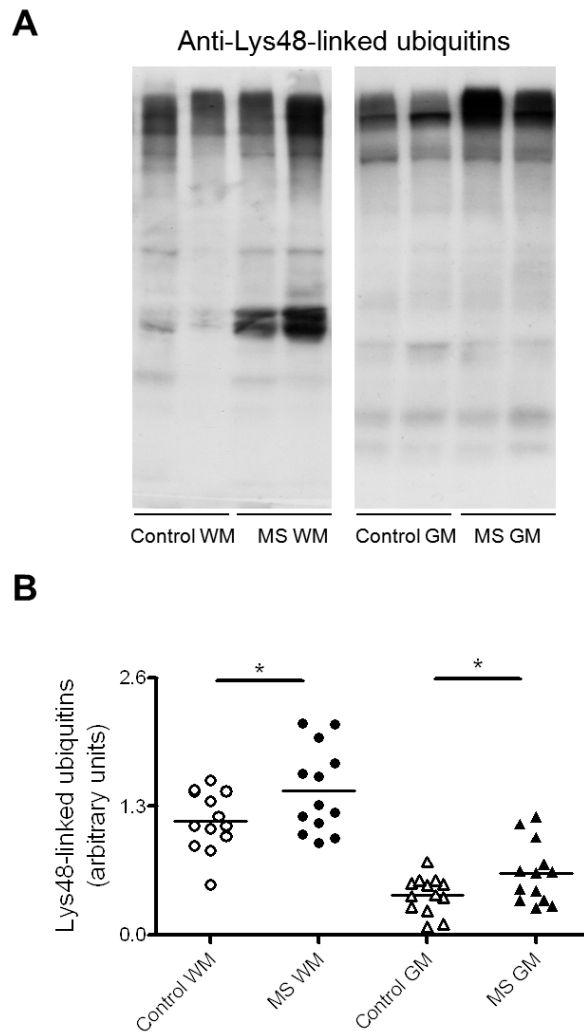 A
Anti-Lys48-linked ubiquitins
Control WM MS WM Control GM MS GM
B
Lys48-linked ubiquitins
(arbitrary units)
2.6
1.3
0.0
* *
Control WM
MS WM
Control GM
MS GM